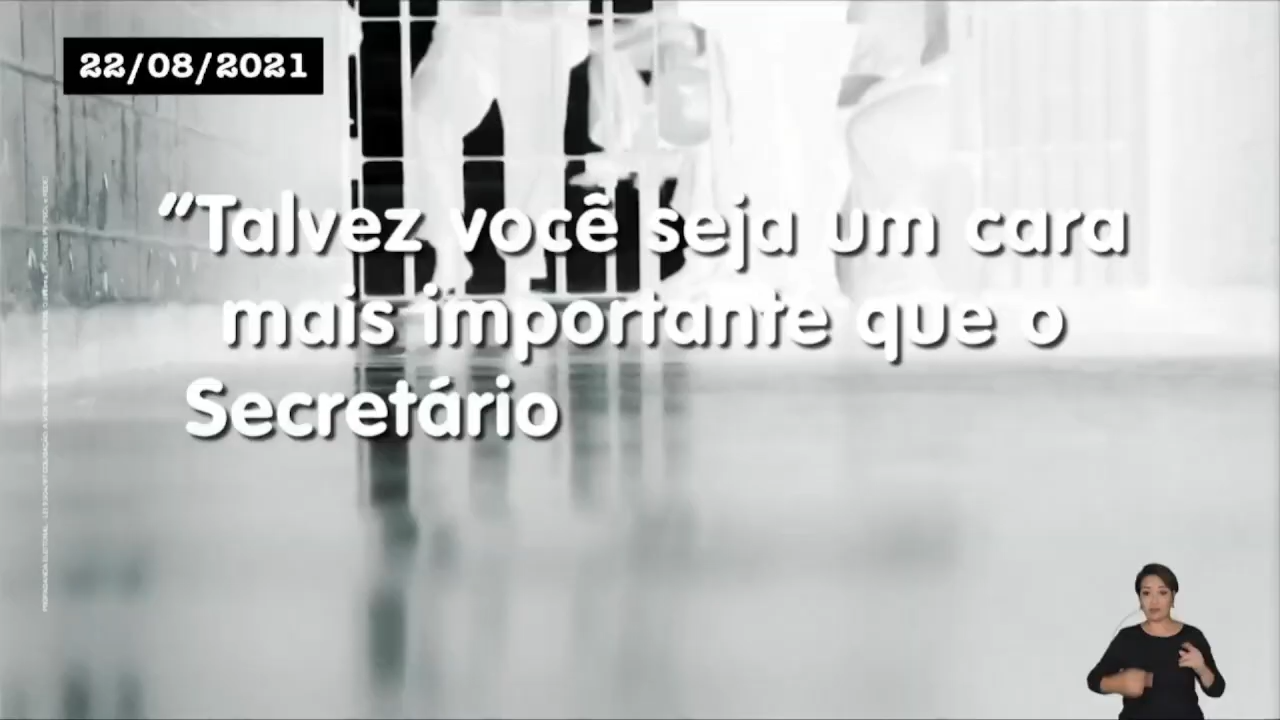 22/08/2021
“Talvez você seja um cara
mais importante que o
Secretário